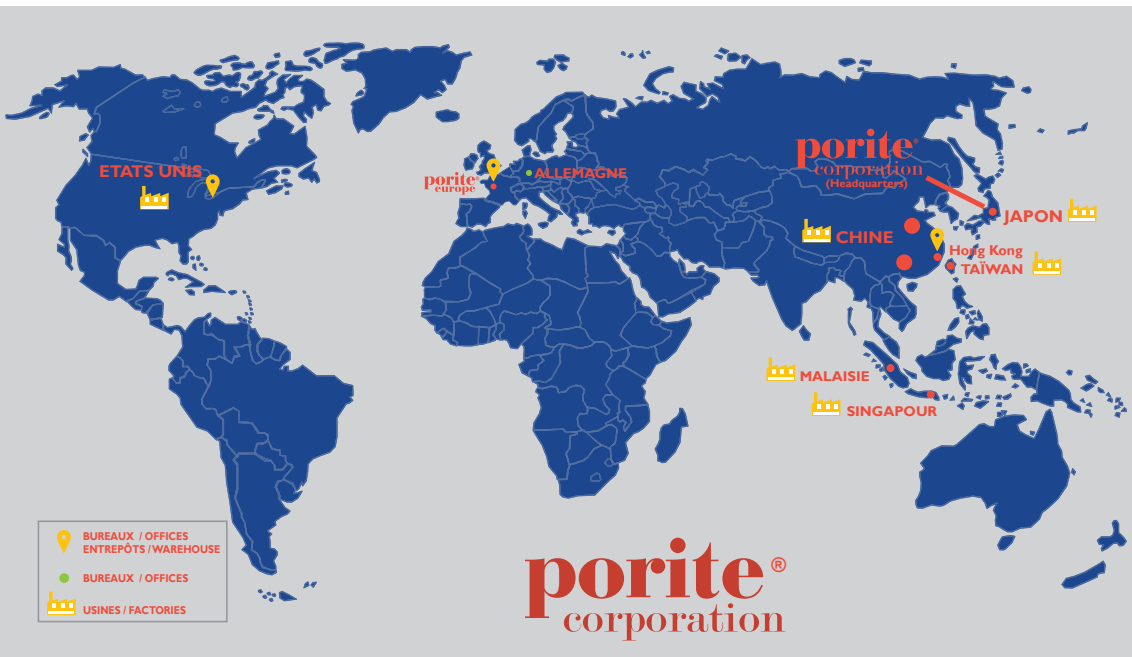 porite®
corporation
(Headquarters)
ETATS UNIS
porite®
europe
ALLEMAGNE
JAPON
CHINE
Hong Kong
TAÏWAN
MALAISIE
SINGAPOUR
BUREAUX / OFFICES
ENTREPÔTS / WAREHOUSE
BUREAUX / OFFICES
USINES / FACTORIES
porite®
corporation